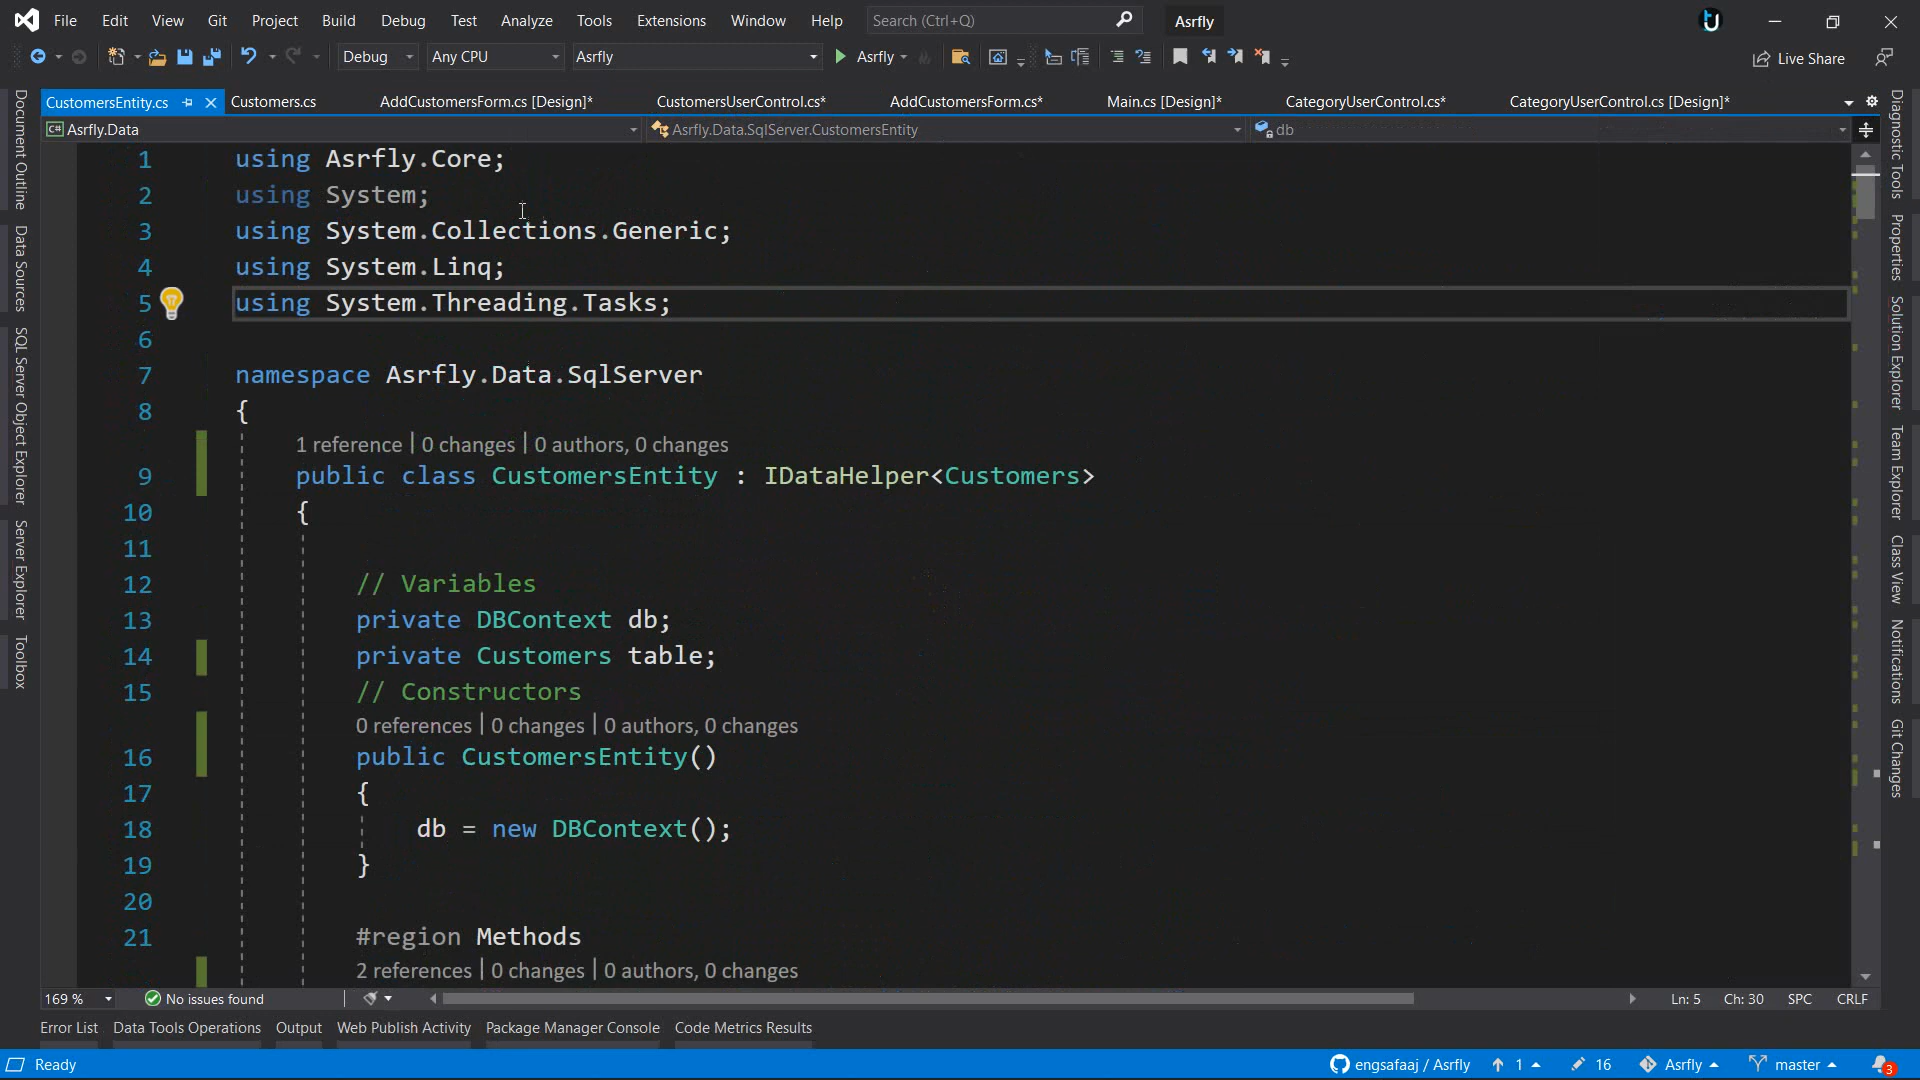 File Edit View Git Project Build Debug Test Analyze Tools Extensions Window Help Search (Ctrl+Q) Asrfly
Debug Any CPU Asrfly Asrfly Live Share
CustomersEntity.cs Customers.cs AddCustomersForm.cs [Design]* CustomersUserControl.cs* AddCustomersForm.cs* Main.cs [Design]* CategoryUserControl.cs* CategoryUserControl.cs [Design]*
C# Asrfly.Data Asrfly.Data.SqlServer.CustomersEntity db
Document Outline
Data Sources
SQL Server Object Explorer
Server Explorer
Toolbox
1 using Asrfly.Core;
2 using System;
3 using System.Collections.Generic;
4 using System.Linq;
5 using System.Threading.Tasks;
6
7 namespace Asrfly.Data.SqlServer
8 {
1 reference | 0 changes | 0 authors, 0 changes
9 public class CustomersEntity : IDataHelper<Customers>
10 {
11
12 // Variables
13 private DBContext db;
14 private Customers table;
15 // Constructors
0 references | 0 changes | 0 authors, 0 changes
16 public CustomersEntity()
17 {
18 db = new DBContext();
19 }
20
21 #region Methods
2 references | 0 changes | 0 authors, 0 changes
Diagnostic Tools
Properties
Solution Explorer
Team Explorer
Class View
Notifications
Git Changes
169 % No issues found Ln: 5 Ch: 30 SPC CRLF
Error List Data Tools Operations Output Web Publish Activity Package Manager Console Code Metrics Results
Ready engsafaaj / Asrfly 1 16 Asrfly master 3